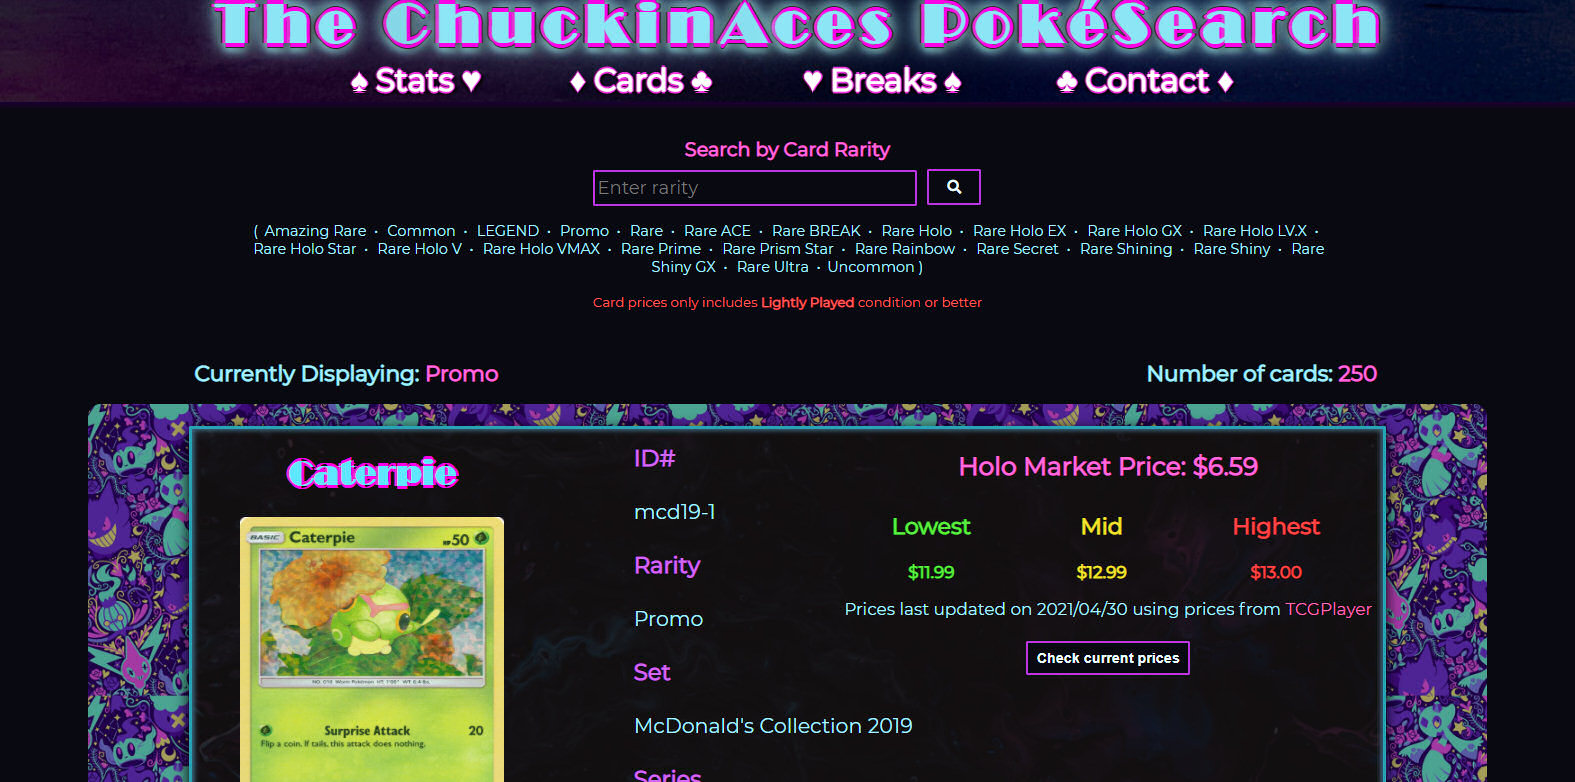 The ChuckinAces PokéSearch
♠ Stats ♥ ♦ Cards ♣ ♥ Breaks ♠ ♣ Contact ♦
Search by Card Rarity
Enter rarity
( Amazing Rare • Common • LEGEND • Promo • Rare • Rare ACE • Rare BREAK • Rare Holo • Rare Holo EX • Rare Holo GX • Rare Holo LV.X •
Rare Holo Star • Rare Holo V • Rare Holo VMAX • Rare Prime • Rare Prism Star • Rare Rainbow • Rare Secret • Rare Shining • Rare Shiny • Rare
Shiny GX • Rare Ultra • Uncommon )
Card prices only includes Lightly Played condition or better
Currently Displaying: Promo
Number of cards: 250
Caterpie
BASIC Caterpie HP 50
NO. 010 Worm Pokémon HT: 1'00" WT: 6.4 lbs.
Surprise Attack 20
Flip a coin. If tails, this attack does nothing.
ID#
mcd19-1
Rarity
Promo
Set
McDonald's Collection 2019
Series
Holo Market Price: $6.59
Lowest Mid Highest
$11.99 $12.99 $13.00
Prices last updated on 2021/04/30 using prices from TCGPlayer
Check current prices